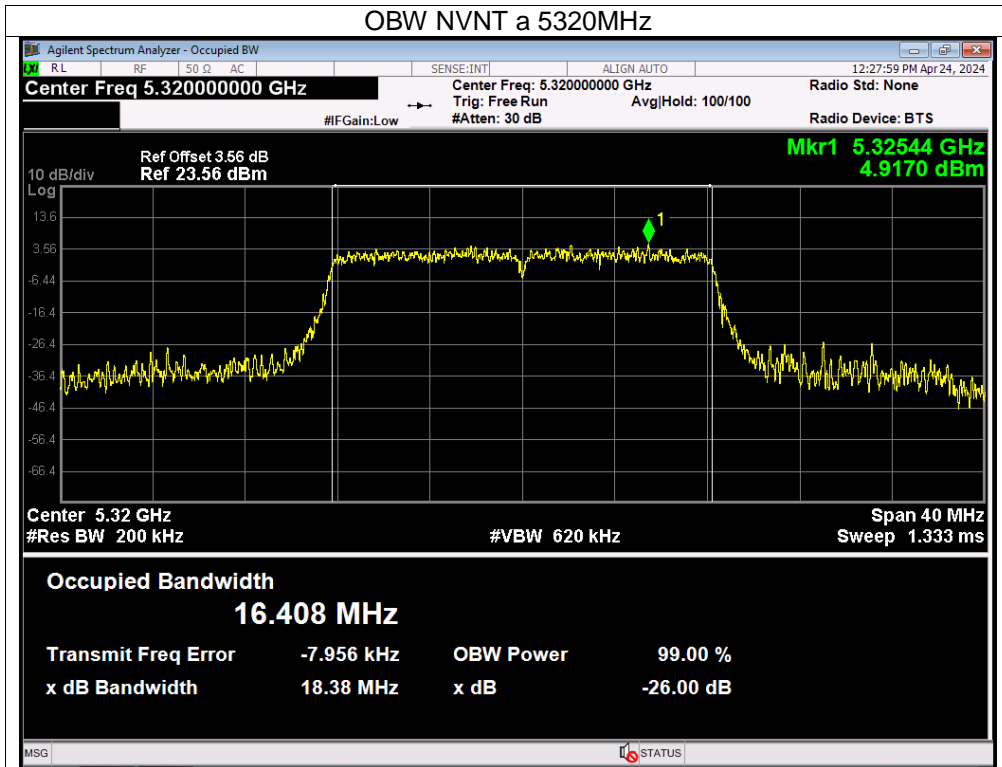 OBW NVNT a 5320MHz
Agilent Spectrum Analyzer - Occupied BW
LXI RL RF 50 Ω AC SENSE:INT ALIGN AUTO 12:27:59 PM Apr 24, 2024
Center Freq 5.320000000 GHz Center Freq: 5.320000000 GHz Radio Std: None
Trig: Free Run Avg|Hold: 100/100
#IFGain:Low #Atten: 30 dB Radio Device: BTS
Mkr1 5.32544 GHz
4.9170 dBm
Ref Offset 3.56 dB
10 dB/div Ref 23.56 dBm
Log
13.6
1
3.56
-6.44
-16.4
-26.4
-36.4
-46.4
-56.4
-66.4
Center 5.32 GHz Span 40 MHz
#Res BW 200 kHz #VBW 620 kHz Sweep 1.333 ms
Occupied Bandwidth
16.408 MHz
Transmit Freq Error -7.956 kHz OBW Power 99.00 %
x dB Bandwidth 18.38 MHz x dB -26.00 dB
MSG STATUS